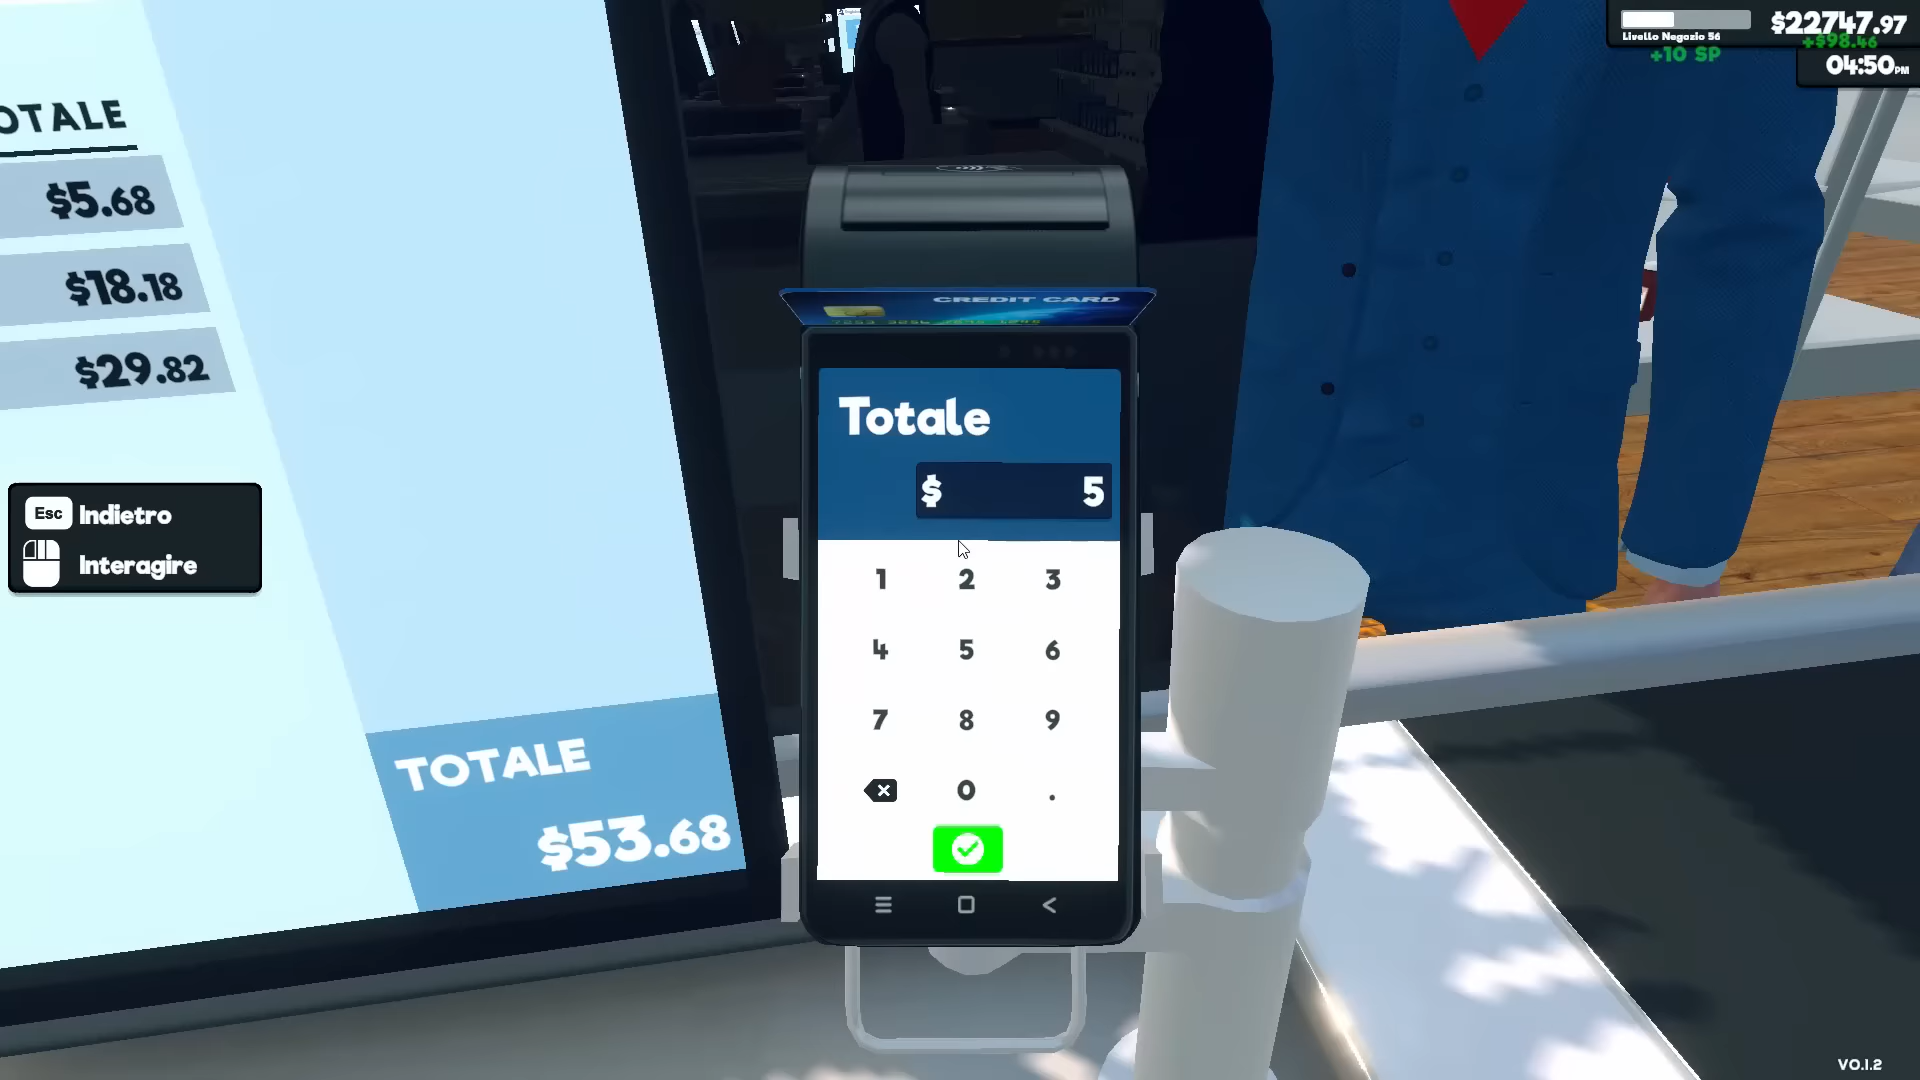 OTALE
$5.68
$18.18
$29.82
TOTALE
$53.68
Esc Indietro
Interagire
CREDIT CARD
Totale
$ 5
1 2 3
4 5 6
7 8 9
0 .
$22747.97
+$98.46
Livello Negozio 56
+10 SP
04:50PM
V0.1.2